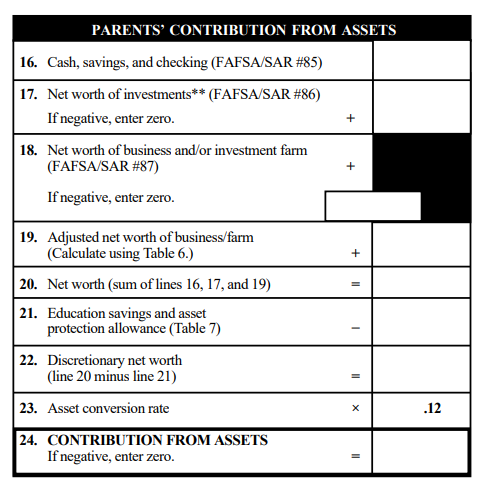 PARENTS' CONTRIBUTION FROM ASSETS
16. Cash, savings, and checking (FAFSA/SAR #85)
17. Net worth of investments** (FAFSA/SAR #86)
If negative, enter zero. +
18. Net worth of business and/or investment farm
(FAFSA/SAR #87) +
If negative, enter zero.
19. Adjusted net worth of business/farm
(Calculate using Table 6.) +
20. Net worth (sum of lines 16, 17, and 19) =
21. Education savings and asset
protection allowance (Table 7) −
22. Discretionary net worth
(line 20 minus line 21) =
23. Asset conversion rate × .12
24. CONTRIBUTION FROM ASSETS
If negative, enter zero. =